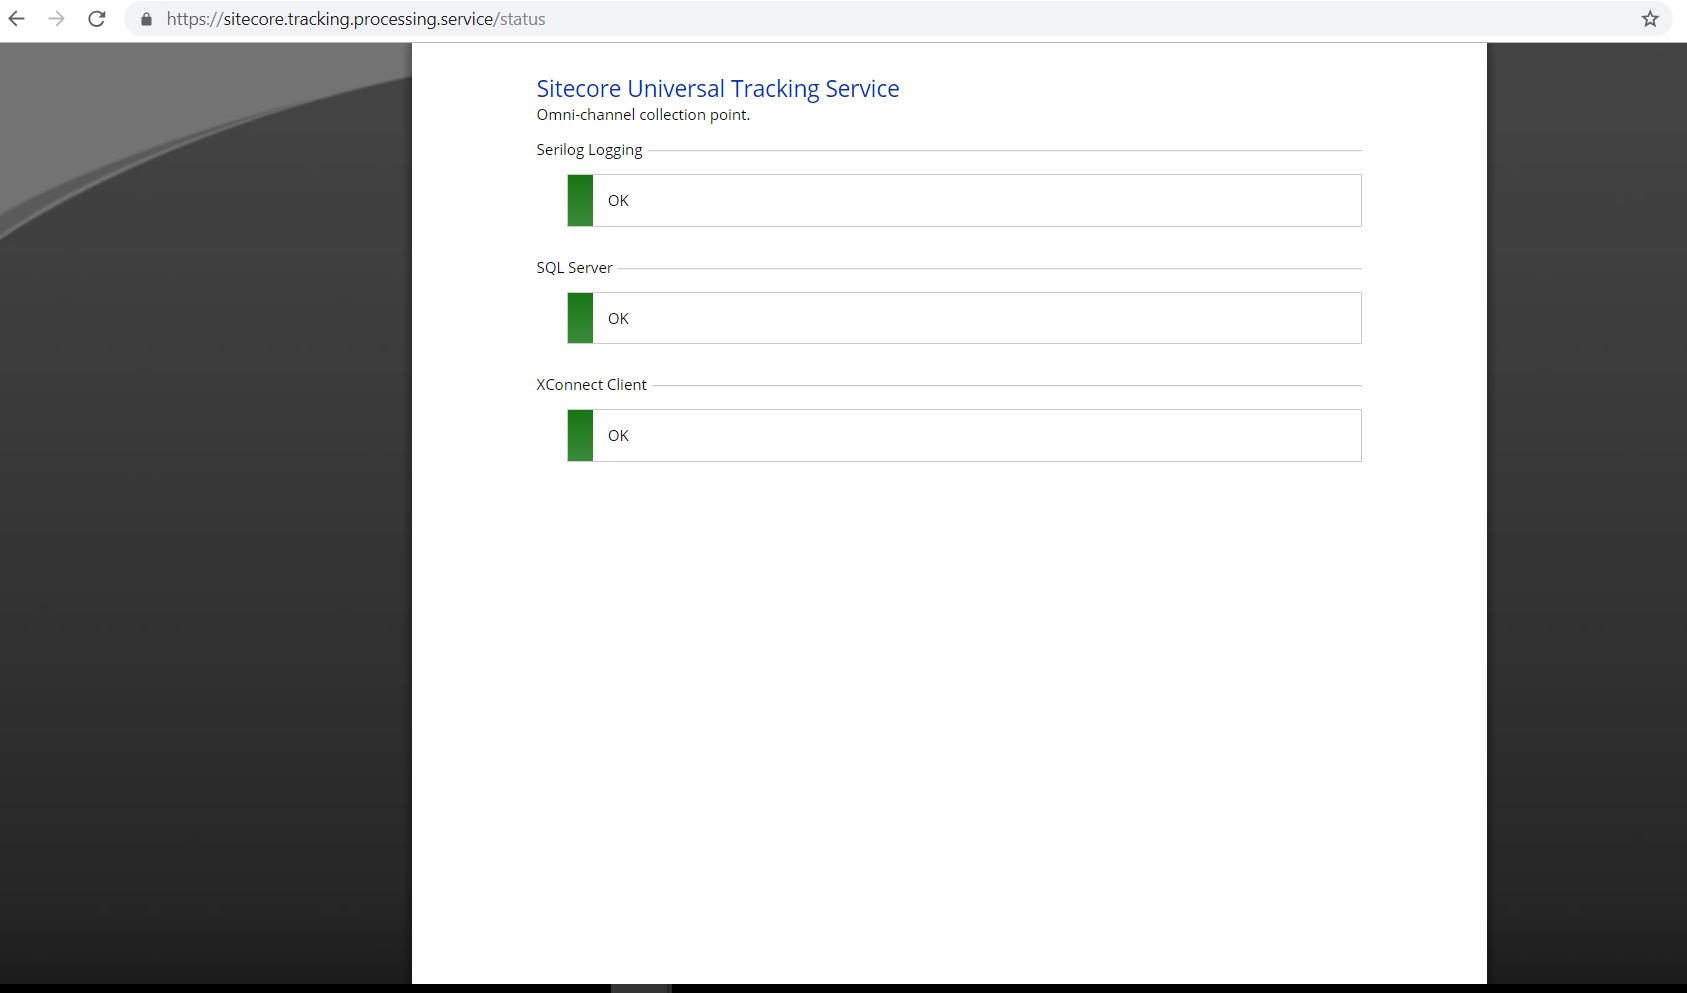 https://sitecore.tracking.processing.service/status
Sitecore Universal Tracking Service
Omni-channel collection point.
Serilog Logging
OK
SQL Server
OK
XConnect Client
OK